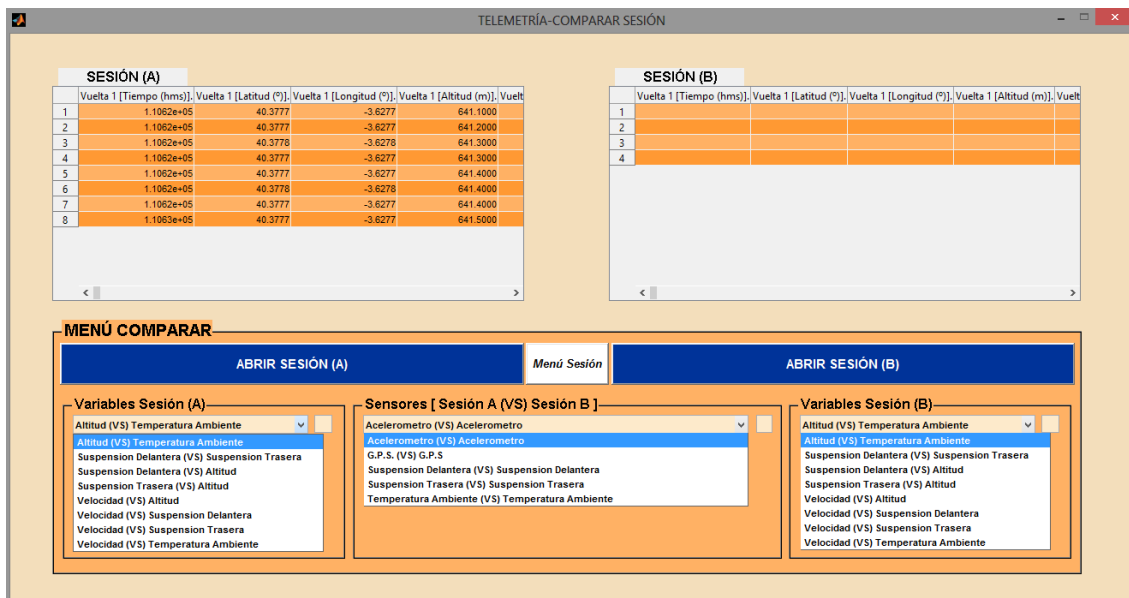 TELEMETRÍA-COMPARAR SESIÓN
SESIÓN (A)
Vuelta 1 [Tiempo (hms)]. Vuelta 1 [Latitud (º)]. Vuelta 1 [Longitud (º)]. Vuelta 1 [Altitud (m)]. Vuelt
1 1.1062e+05 40.3777 -3.6277 641.1000
2 1.1062e+05 40.3777 -3.6277 641.2000
3 1.1062e+05 40.3778 -3.6278 641.3000
4 1.1062e+05 40.3777 -3.6277 641.3000
5 1.1062e+05 40.3777 -3.6277 641.4000
6 1.1062e+05 40.3778 -3.6278 641.4000
7 1.1062e+05 40.3777 -3.6277 641.4000
8 1.1063e+05 40.3777 -3.6277 641.5000
SESIÓN (B)
Vuelta 1 [Tiempo (hms)]. Vuelta 1 [Latitud (º)]. Vuelta 1 [Longitud (º)]. Vuelta 1 [Altitud (m)]. Vuelt
1
2
3
4
MENÚ COMPARAR
ABRIR SESIÓN (A)
Menú Sesión
ABRIR SESIÓN (B)
Variables Sesión (A)
Altitud (VS) Temperatura Ambiente
Altitud (VS) Temperatura Ambiente
Suspension Delantera (VS) Suspension Trasera
Suspension Delantera (VS) Altitud
Suspension Trasera (VS) Altitud
Velocidad (VS) Altitud
Velocidad (VS) Suspension Delantera
Velocidad (VS) Suspension Trasera
Velocidad (VS) Temperatura Ambiente
Sensores [ Sesión A (VS) Sesión B ]
Acelerometro (VS) Acelerometro
Acelerometro (VS) Acelerometro
G.P.S. (VS) G.P.S
Suspension Delantera (VS) Suspension Delantera
Suspension Trasera (VS) Suspension Trasera
Temperatura Ambiente (VS) Temperatura Ambiente
Variables Sesión (B)
Altitud (VS) Temperatura Ambiente
Altitud (VS) Temperatura Ambiente
Suspension Delantera (VS) Suspension Trasera
Suspension Delantera (VS) Altitud
Suspension Trasera (VS) Altitud
Velocidad (VS) Altitud
Velocidad (VS) Suspension Delantera
Velocidad (VS) Suspension Trasera
Velocidad (VS) Temperatura Ambiente